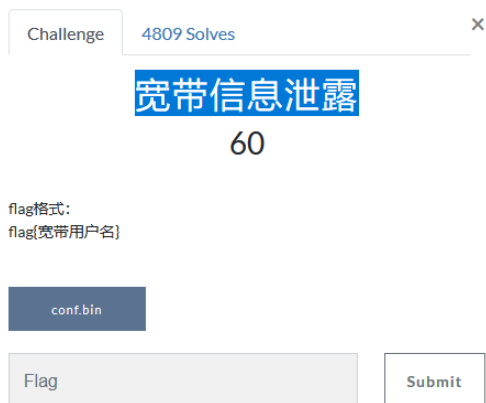 Challenge
4809 Solves
×
宽带信息泄露
60
flag格式：
flag{宽带用户名}
conf.bin
Flag
Submit